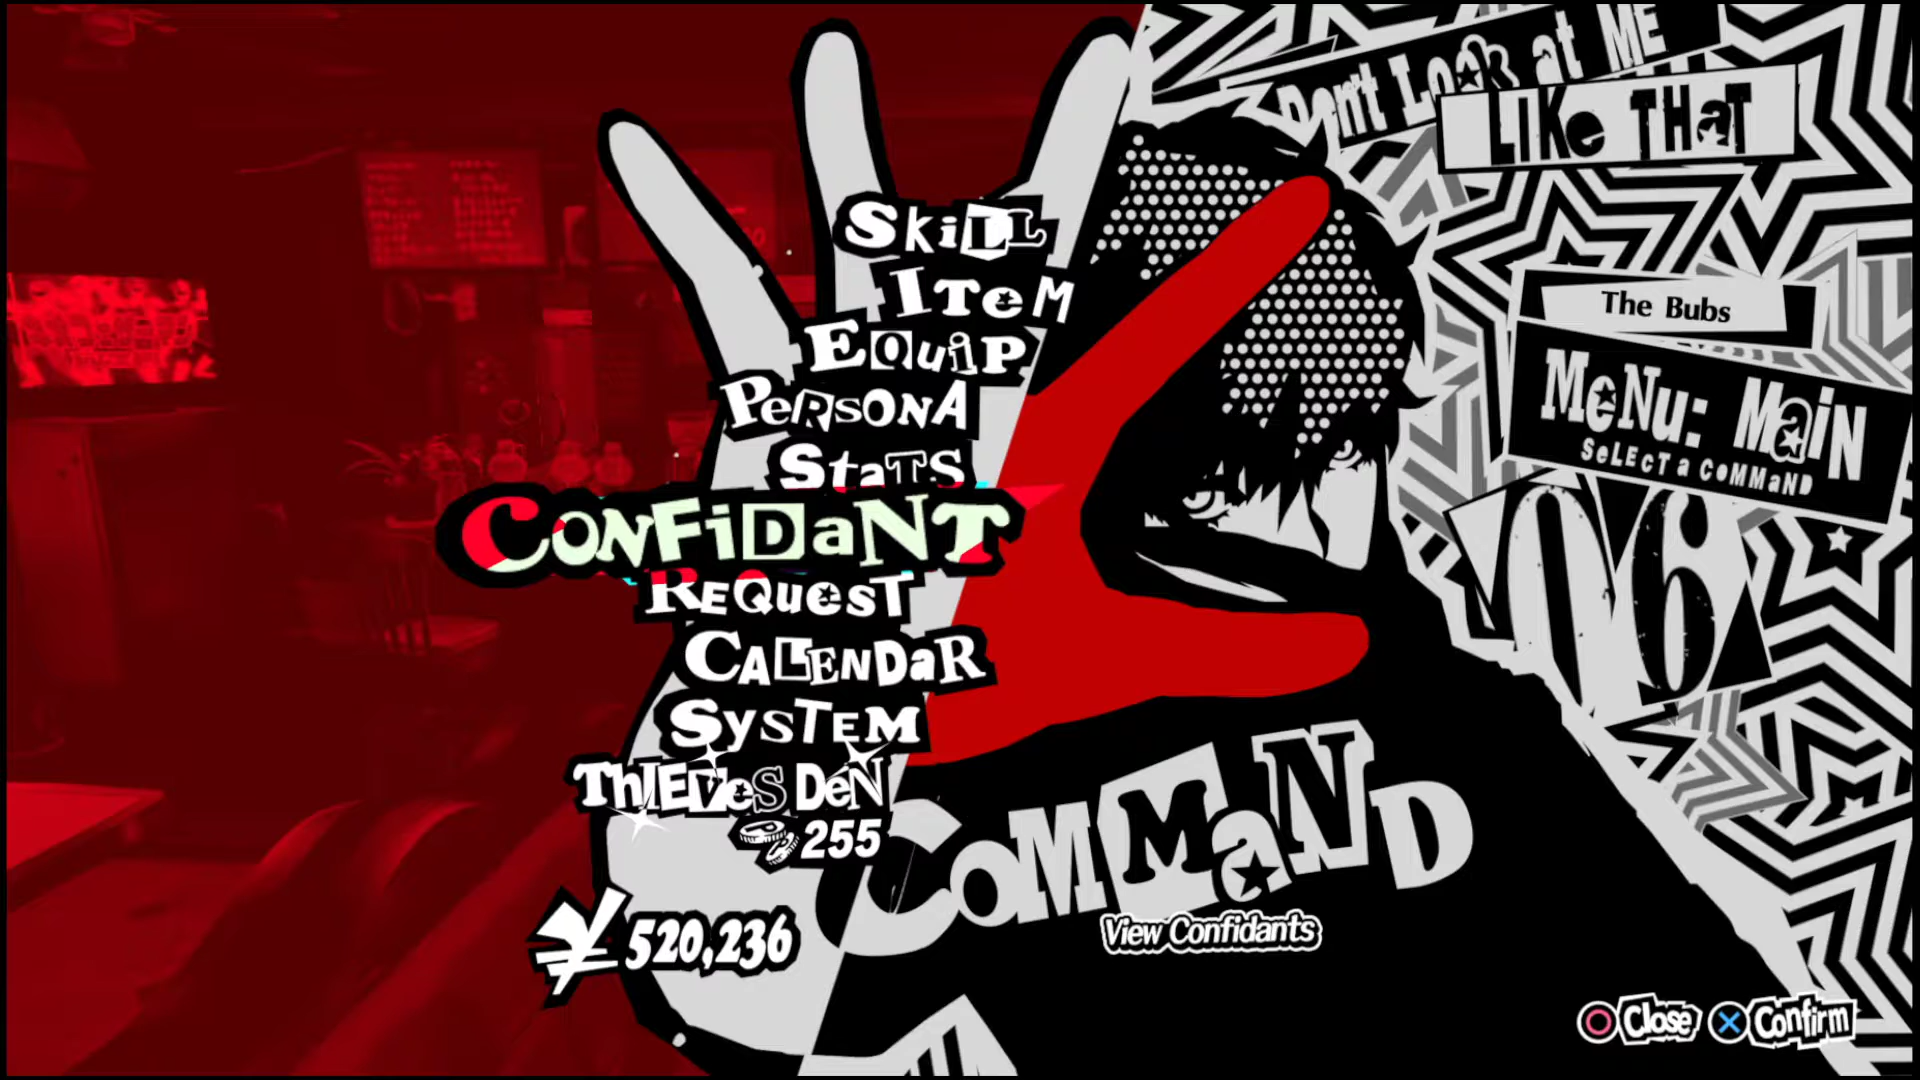 Don't Look at ME
LIKe THaT
SkiLL
ITeM
EQuiP
PeRSONA
StaTS
CONFiDaNT
REQuesT
CALENDaR
SySTEM
ThIEVeS DeN
255
¥520,236
The Bubs
MeNu: MaiN
SeLECT a CoMMaND
06
CoMMaND
View Confidants
Close
Confirm